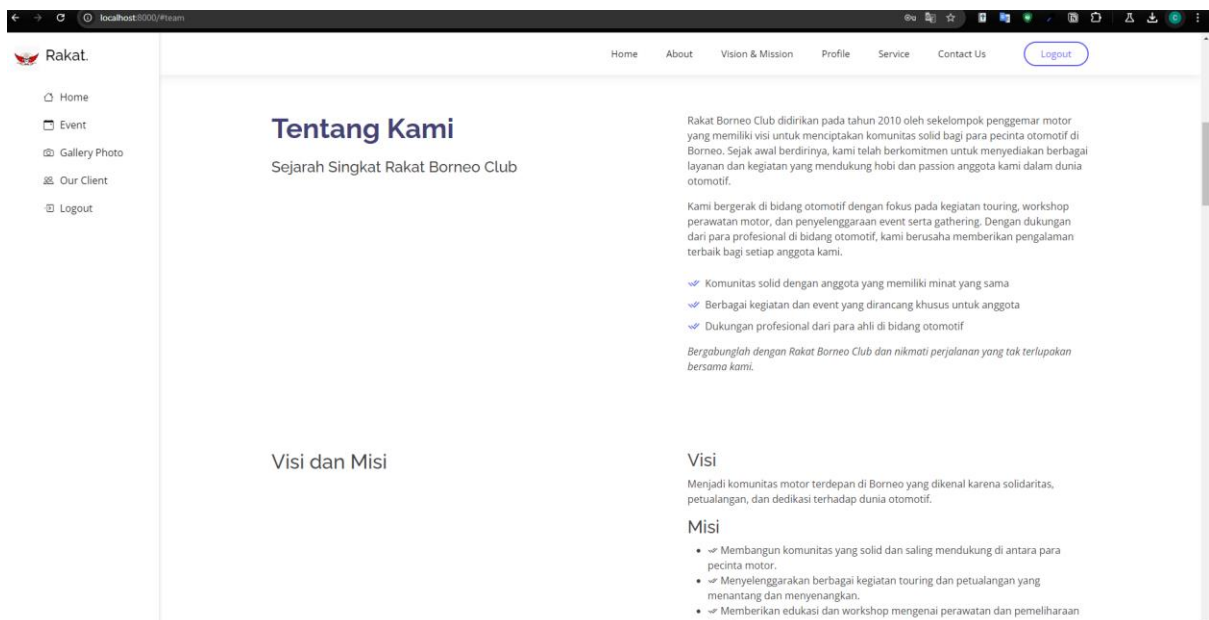 localhost:8000/#team
Rakat.
Home
About
Vision & Mission
Profile
Service
Contact Us
Logout
Home
Event
Gallery Photo
Our Client
Logout
Tentang Kami
Sejarah Singkat Rakat Borneo Club
Rakat Borneo Club didirikan pada tahun 2010 oleh sekelompok penggemar motor
yang memiliki visi untuk menciptakan komunitas solid bagi para pecinta otomotif di
Borneo. Sejak awal berdirinya, kami telah berkomitmen untuk menyediakan berbagai
layanan dan kegiatan yang mendukung hobi dan passion anggota kami dalam dunia
otomotif.
Kami bergerak di bidang otomotif dengan fokus pada kegiatan touring, workshop
perawatan motor, dan penyelenggaraan event serta gathering. Dengan dukungan
dari para profesional di bidang otomotif, kami berusaha memberikan pengalaman
terbaik bagi setiap anggota kami.
Komunitas solid dengan anggota yang memiliki minat yang sama
Berbagai kegiatan dan event yang dirancang khusus untuk anggota
Dukungan profesional dari para ahli di bidang otomotif
Bergabunglah dengan Rakat Borneo Club dan nikmati perjalanan yang tak terlupakan
bersama kami.
Visi dan Misi
Visi
Menjadi komunitas motor terdepan di Borneo yang dikenal karena solidaritas,
petualangan, dan dedikasi terhadap dunia otomotif.
Misi
Membangun komunitas yang solid dan saling mendukung di antara para
pecinta motor.
Menyelenggarakan berbagai kegiatan touring dan petualangan yang
menantang dan menyenangkan.
Memberikan edukasi dan workshop mengenai perawatan dan pemeliharaan